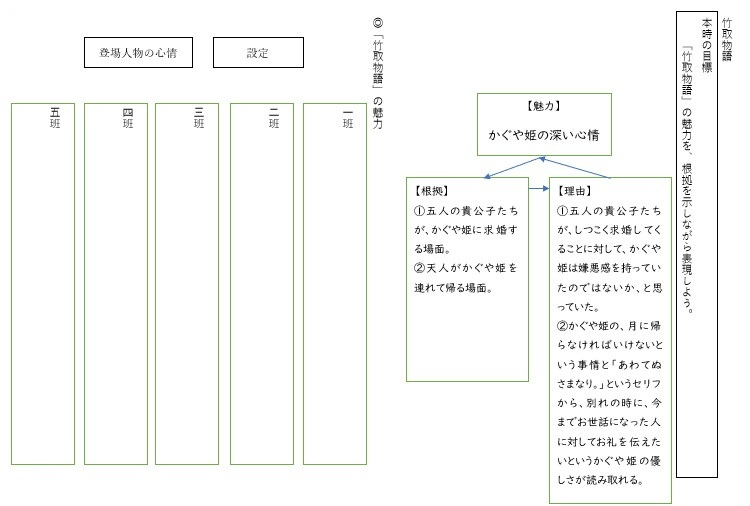 竹取物語
本時の目標
「竹取物語」の魅力を、根拠を示しながら表現しよう。
【魅力】
かぐや姫の深い心情
【理由】
①五人の貴公子たち
が、しつこく求婚してく
ることに対して、かぐや
姫は嫌悪感を持ってい
たのではないか、と思
っていた。
②かぐや姫の、月に帰
らなければいけないと
いう事情と「あわてぬ
さまなり。」というセリフ
から、別れの時に、今
までお世話になった人
に対してお礼を伝えた
いというかぐや姫の優
しさが読み取れる。
【根拠】
①五人の貴公子たち
が、かぐや姫に求婚す
る場面。
②天人がかぐや姫を
連れて帰る場面。
◎「竹取物語」の魅力
設定
登場人物の心情
一班
二班
三班
四班
五班